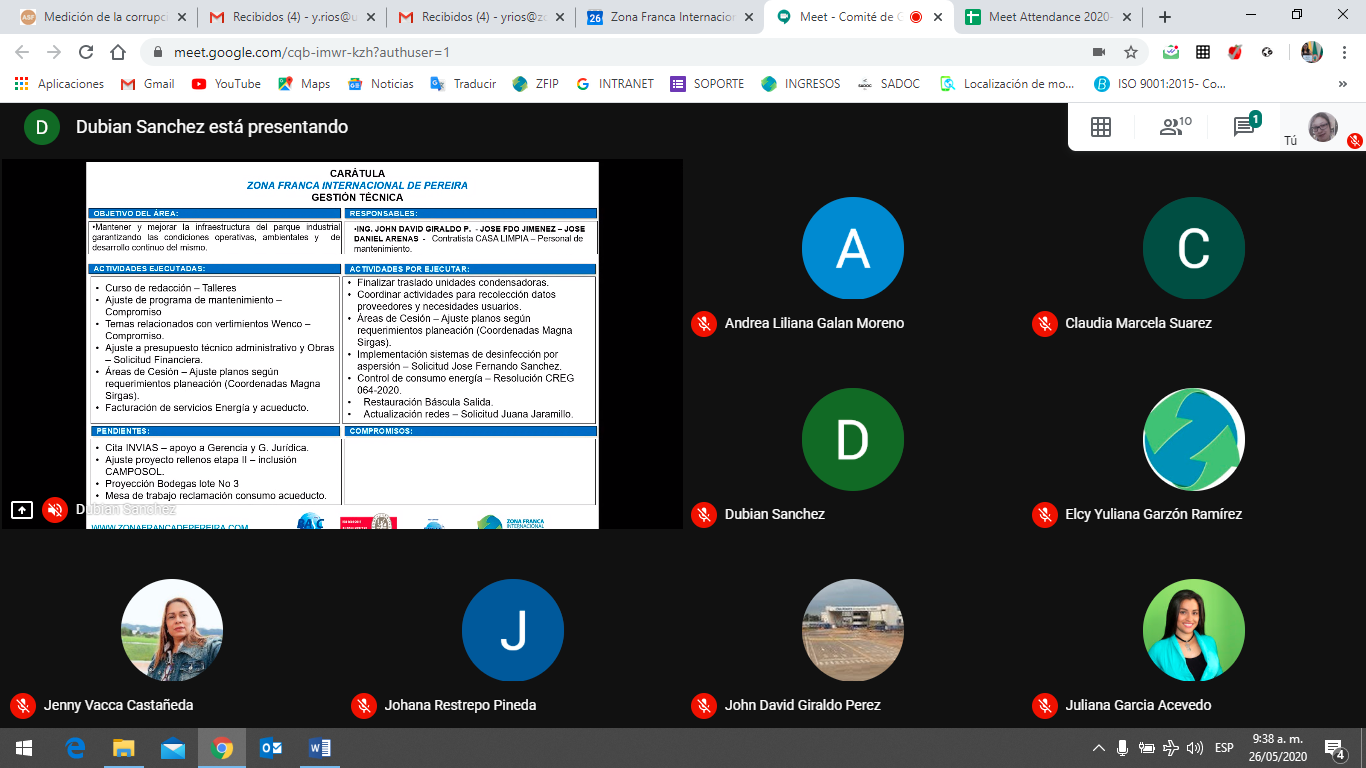 Medición de la corrupci
Recibidos (4) - y.rios@u
Recibidos (4) - yrios@zo
26
Zona Franca Internacion
Meet - Comité de G
Meet Attendance 2020-
meet.google.com/cqb-imwr-kzh?authuser=1
Aplicaciones
Gmail
YouTube
Maps
Noticias
Traducir
ZFIP
INTRANET
SOPORTE
INGRESOS
SADOC
Localización de mo...
ISO 9001:2015- Co...
D
Dubian Sanchez está presentando
10
1
Tú
CARÁTULA
ZONA FRANCA INTERNACIONAL DE PEREIRA
GESTIÓN TÉCNICA
OBJETIVO DEL ÁREA:
•Mantener y mejorar la infraestructura del parque industrial
garantizando las condiciones operativas, ambientales y de
desarrollo continuo del mismo.
RESPONSABLES:
•ING. JOHN DAVID GIRALDO P. - JOSE FDO JIMENEZ – JOSE
DANIEL ARENAS - Contratista CASA LIMPIA – Personal de
mantenimiento.
ACTIVIDADES EJECUTADAS:
• Curso de redacción – Talleres
• Ajuste de programa de mantenimiento –
Compromiso
• Temas relacionados con vertimientos Wenco –
Compromiso.
• Ajuste a presupuesto técnico administrativo y Obras
– Solicitud Financiera.
• Áreas de Cesión – Ajuste planos según
requerimientos planeación (Coordenadas Magna
Sirgas).
• Facturación de servicios Energía y acueducto.
ACTIVIDADES POR EJECUTAR:
• Finalizar traslado unidades condensadoras.
• Coordinar actividades para recolección datos
proveedores y necesidades usuarios.
• Áreas de Cesión – Ajuste planos según
requerimientos planeación (Coordenadas Magna
Sirgas).
• Implementación sistemas de desinfección por
aspersión – Solicitud Jose Fernando Sanchez.
• Control de consumo energía – Resolución CREG
064-2020.
• Restauración Báscula Salida.
• Actualización redes – Solicitud Juana Jaramillo.
PENDIENTES:
• Cita INVIAS – apoyo a Gerencia y G. Jurídica.
• Ajuste proyecto rellenos etapa II – inclusión
CAMPOSOL.
• Proyección Bodegas lote No 3
• Mesa de trabajo reclamación consumo acueducto.
COMPROMISOS:
WWW.ZONAFRANCADEPEREIRA.COM
ZONA FRANCA
INTERNACIONAL
Dubian Sanchez
A
Andrea Liliana Galan Moreno
C
Claudia Marcela Suarez
D
Dubian Sanchez
Elcy Yuliana Garzón Ramírez
Jenny Vacca Castañeda
J
Johana Restrepo Pineda
John David Giraldo Perez
Juliana Garcia Acevedo
ESP
9:38 a. m.
26/05/2020
4